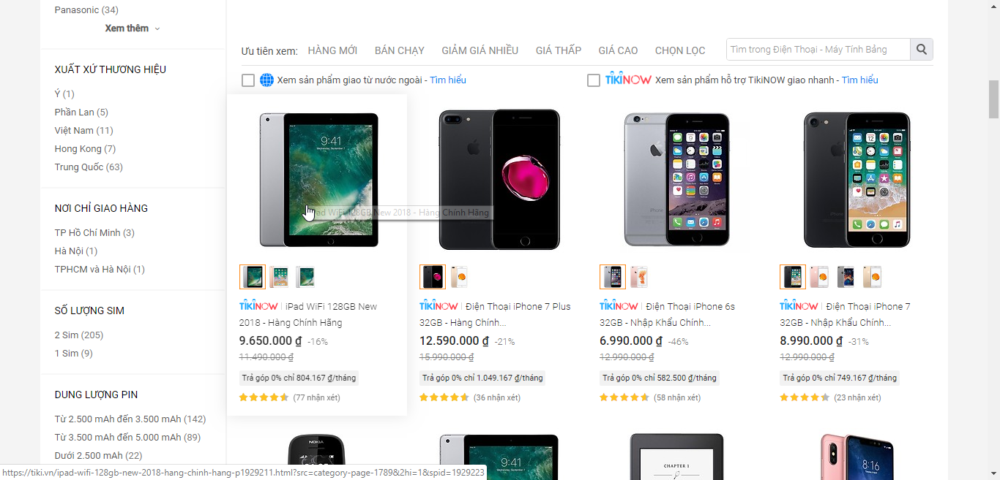 Panasonic (34)
Xem thêm
XUẤT XỨ THƯƠNG HIỆU
Ý (1)
Phần Lan (5)
Việt Nam (11)
Hong Kong (7)
Trung Quốc (63)
NƠI CHỈ GIAO HÀNG
TP Hồ Chí Minh (3)
Hà Nội (1)
TPHCM và Hà Nội (1)
SỐ LƯỢNG SIM
2 Sim (205)
1 Sim (9)
DUNG LƯỢNG PIN
Từ 2.500 mAh đến 3.500 mAh (142)
Từ 3.500 mAh đến 5.000 mAh (89)
Dưới 2.500 mAh (22)
Ưu tiên xem: HÀNG MỚI BÁN CHẠY GIẢM GIÁ NHIỀU GIÁ THẤP GIÁ CAO CHỌN LỌC
Tìm trong Điện Thoại - Máy Tính Bảng
Xem sản phẩm giao từ nước ngoài - Tìm hiểu
TIKINOW Xem sản phẩm hỗ trợ TikiNOW giao nhanh - Tìm hiểu
9:41
iPad WiFi 128GB New 2018 - Hàng Chính Hãng
TIKINOW iPad WiFi 128GB New
2018 - Hàng Chính Hãng
9.650.000 ₫ -16%
11.490.000 ₫
Trả góp 0% chỉ 804.167 ₫/tháng
(77 nhận xét)
TIKINOW Điện Thoại iPhone 7 Plus
32GB - Hàng Chính...
12.590.000 ₫ -21%
15.990.000 ₫
Trả góp 0% chỉ 1.049.167 ₫/tháng
(36 nhận xét)
iPhone
TIKINOW Điện Thoại iPhone 6s
32GB - Nhập Khẩu Chính...
6.990.000 ₫ -46%
12.990.000 ₫
Trả góp 0% chỉ 582.500 ₫/tháng
(58 nhận xét)
TIKINOW Điện Thoại iPhone 7
32GB - Nhập Khẩu Chính...
8.990.000 ₫ -31%
12.990.000 ₫
Trả góp 0% chỉ 749.167 ₫/tháng
(23 nhận xét)
NOKIA
9:41
CHAPTER 1
8:16
https://tiki.vn/ipad-wifi-128gb-new-2018-hang-chinh-hang-p1929211.html?src=category-page-1789&2hi=1&spid=1929223